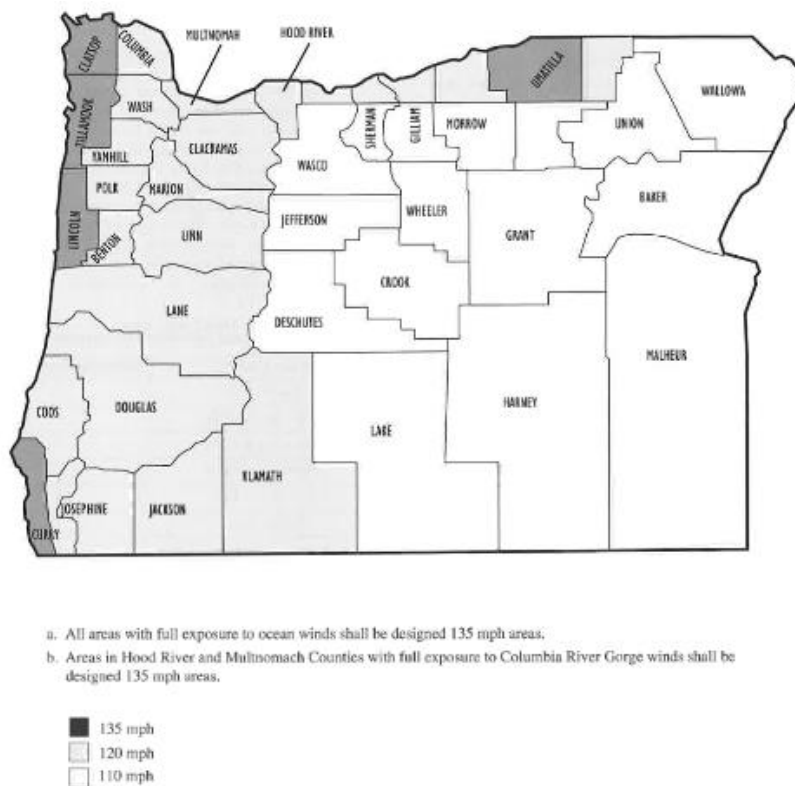 MULTNOMAH
HOOD RIVER
CLATSOP
COLUMBIA
TILLAMOOK
WASH
YAMHILL
CLACKAMAS
POLK
MARION
LINCOLN
BENTON
LINN
LANE
WASCO
SHERMAN
GILLIAM
MORROW
UMATILLA
UNION
WALLOWA
JEFFERSON
WHEELER
GRANT
BAKER
CROOK
DESCHUTES
COOS
DOUGLAS
CURRY
JOSEPHINE
JACKSON
KLAMATH
LAKE
HARNEY
MALHEUR
a. All areas with full exposure to ocean winds shall be designed 135 mph areas.
b. Areas in Hood River and Multnomach Counties with full exposure to Columbia River Gorge winds shall be
designed 135 mph areas.
135 mph
120 mph
110 mph